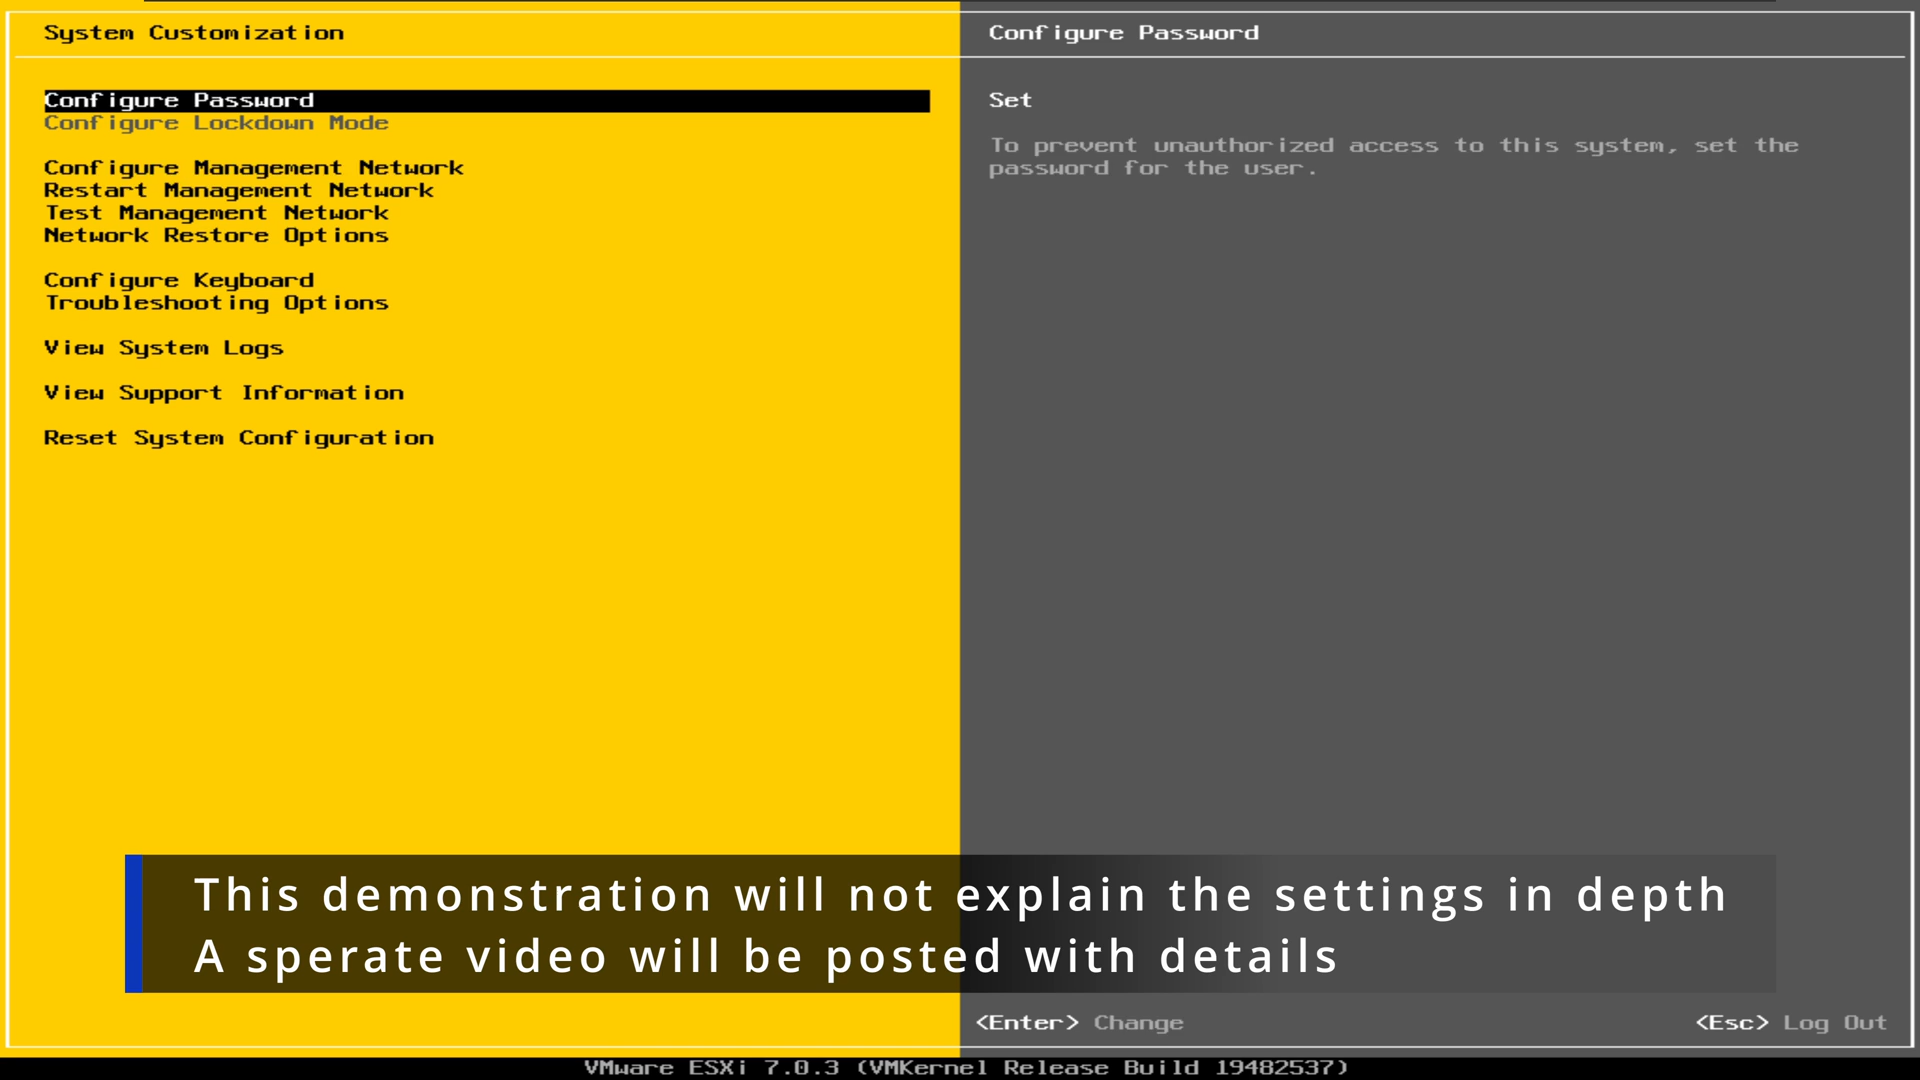 System Customization
Configure Password
Configure Password
Configure Lockdown Mode
Configure Management Network
Restart Management Network
Test Management Network
Network Restore Options
Configure Keyboard
Troubleshooting Options
View System Logs
View Support Information
Reset System Configuration
Set
To prevent unauthorized access to this system, set the
password for the user.
This demonstration will not explain the settings in depth
A sperate video will be posted with details
<Enter> Change
<Esc> Log Out
VMware ESXi 7.0.3 (VMKernel Release Build 19482537)